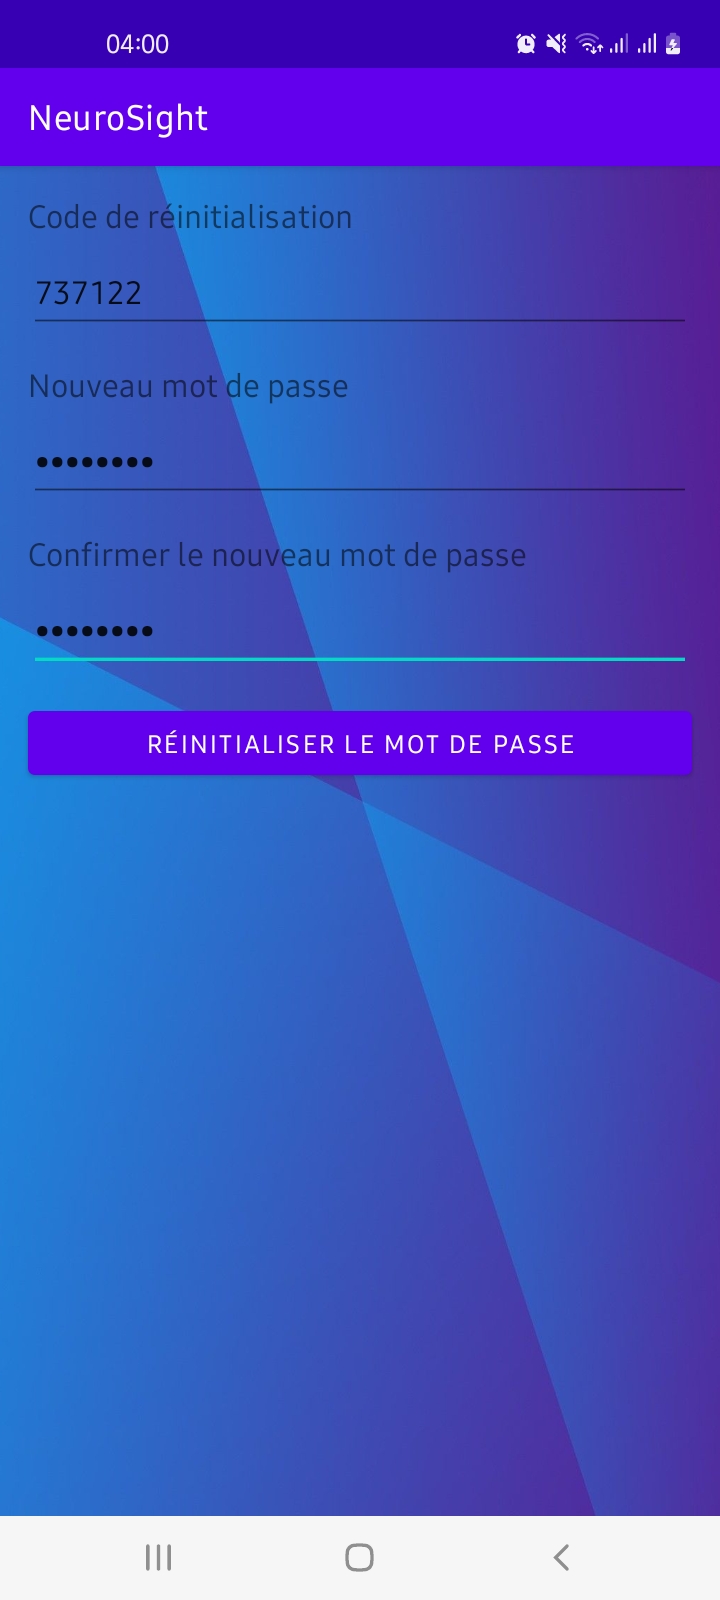 04:00
NeuroSight
Code de réinitialisation
737122
Nouveau mot de passe
••••••••
Confirmer le nouveau mot de passe
••••••••
RÉINITIALISER LE MOT DE PASSE